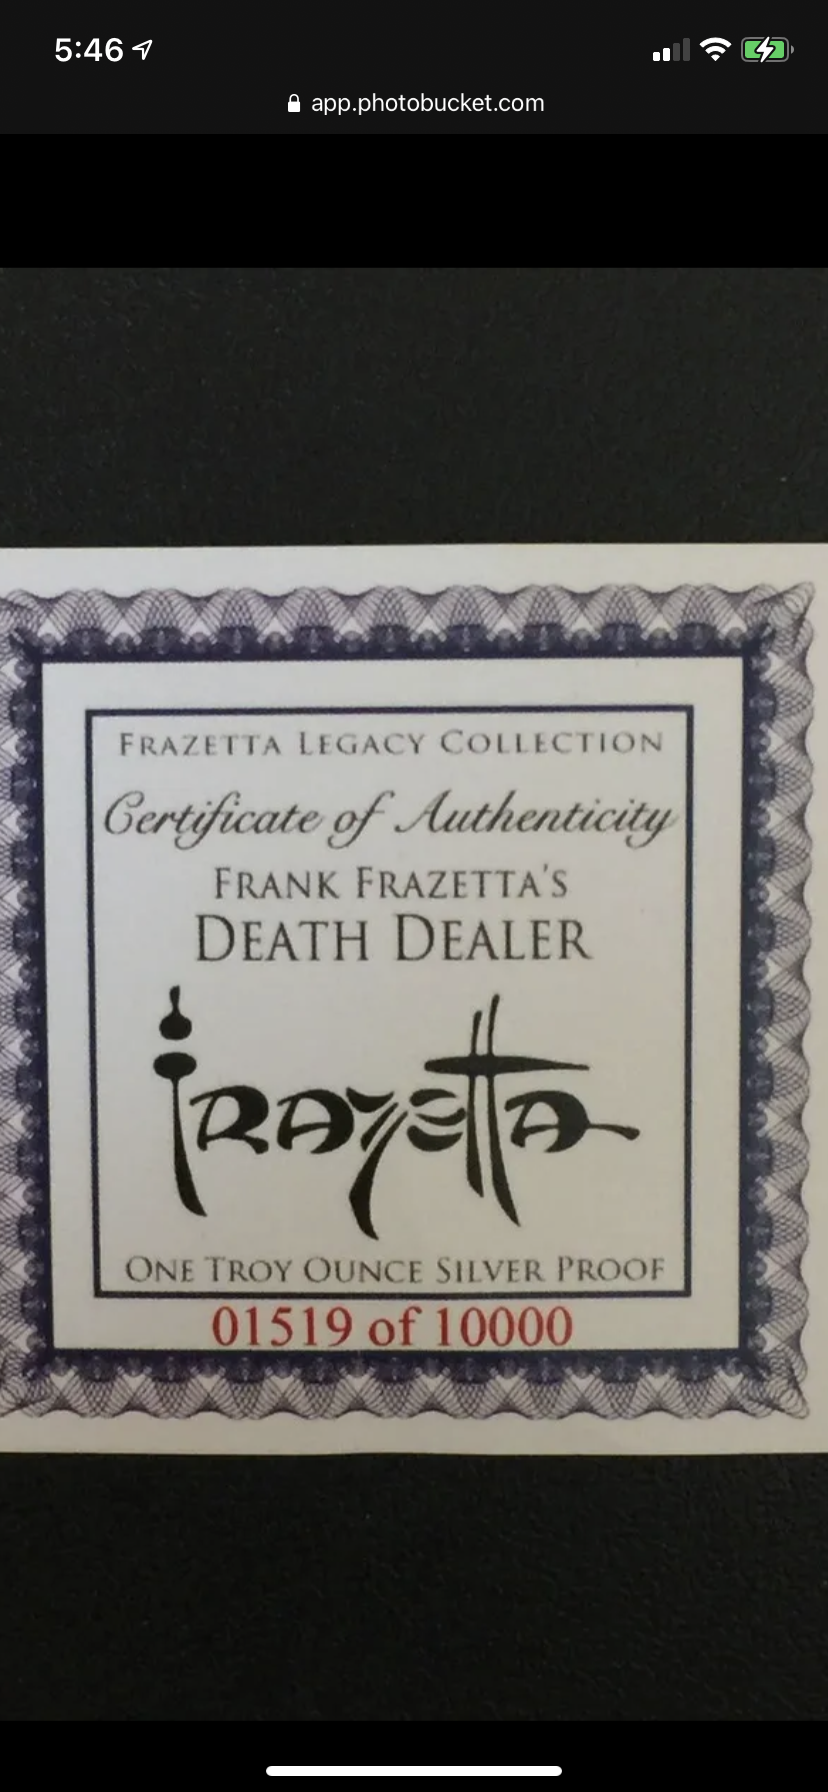 5:46
app.photobucket.com
FRAZETTA LEGACY COLLECTION
Certificate of Authenticity
FRANK FRAZETTA'S
DEATH DEALER
FRAZETTA
ONE TROY OUNCE SILVER PROOF
01519 of 10000